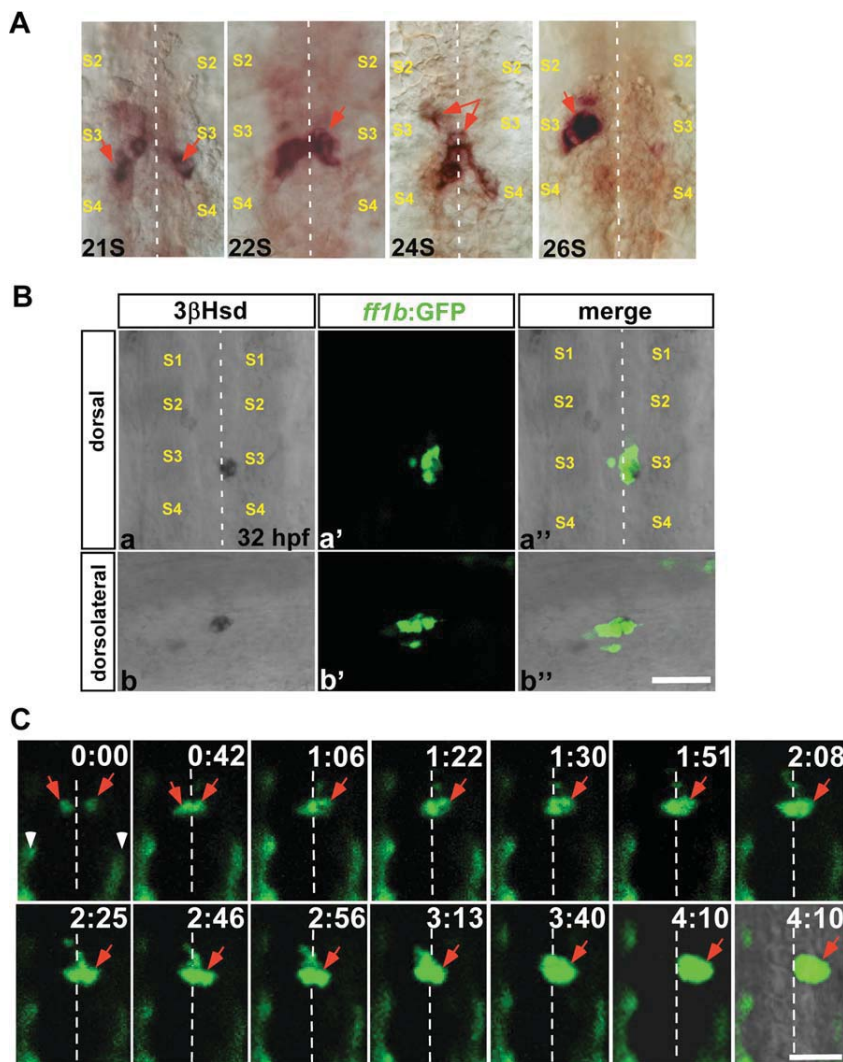 A
S2 S2 S2 S2 S2 S2 S2
S3 S3 S3 S3 S3 S3 S3
S4 S4 S4 S4 S4 S4
21S 22S 24S 26S
B
3βHsd ff1b:GFP merge
dorsal
S1 S1 S1 S1
S2 S2 S2 S2
S3 S3 S3 S3
S4 S4 S4 S4
a 32 hpf a' a''
dorsolateral
b b' b''
C
0:00 0:42 1:06 1:22 1:30 1:51 2:08
2:25 2:46 2:56 3:13 3:40 4:10 4:10